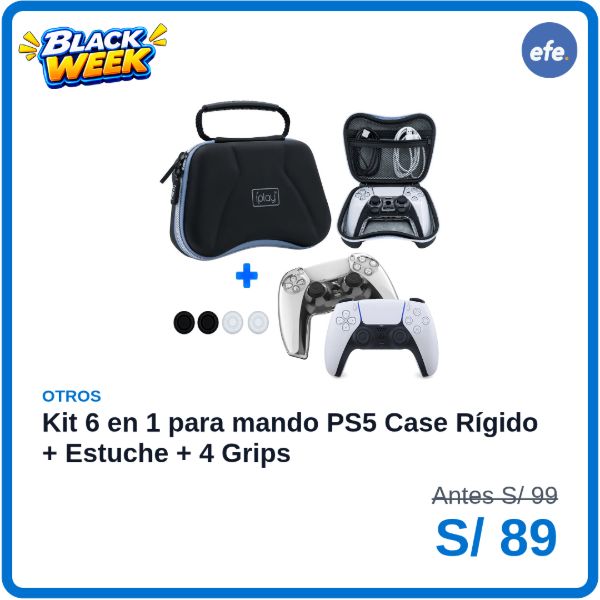 BLACK
WEEK
efe.
iplay
+
OTROS
Kit 6 en 1 para mando PS5 Case Rígido
+ Estuche + 4 Grips
Antes S/ 99
S/ 89